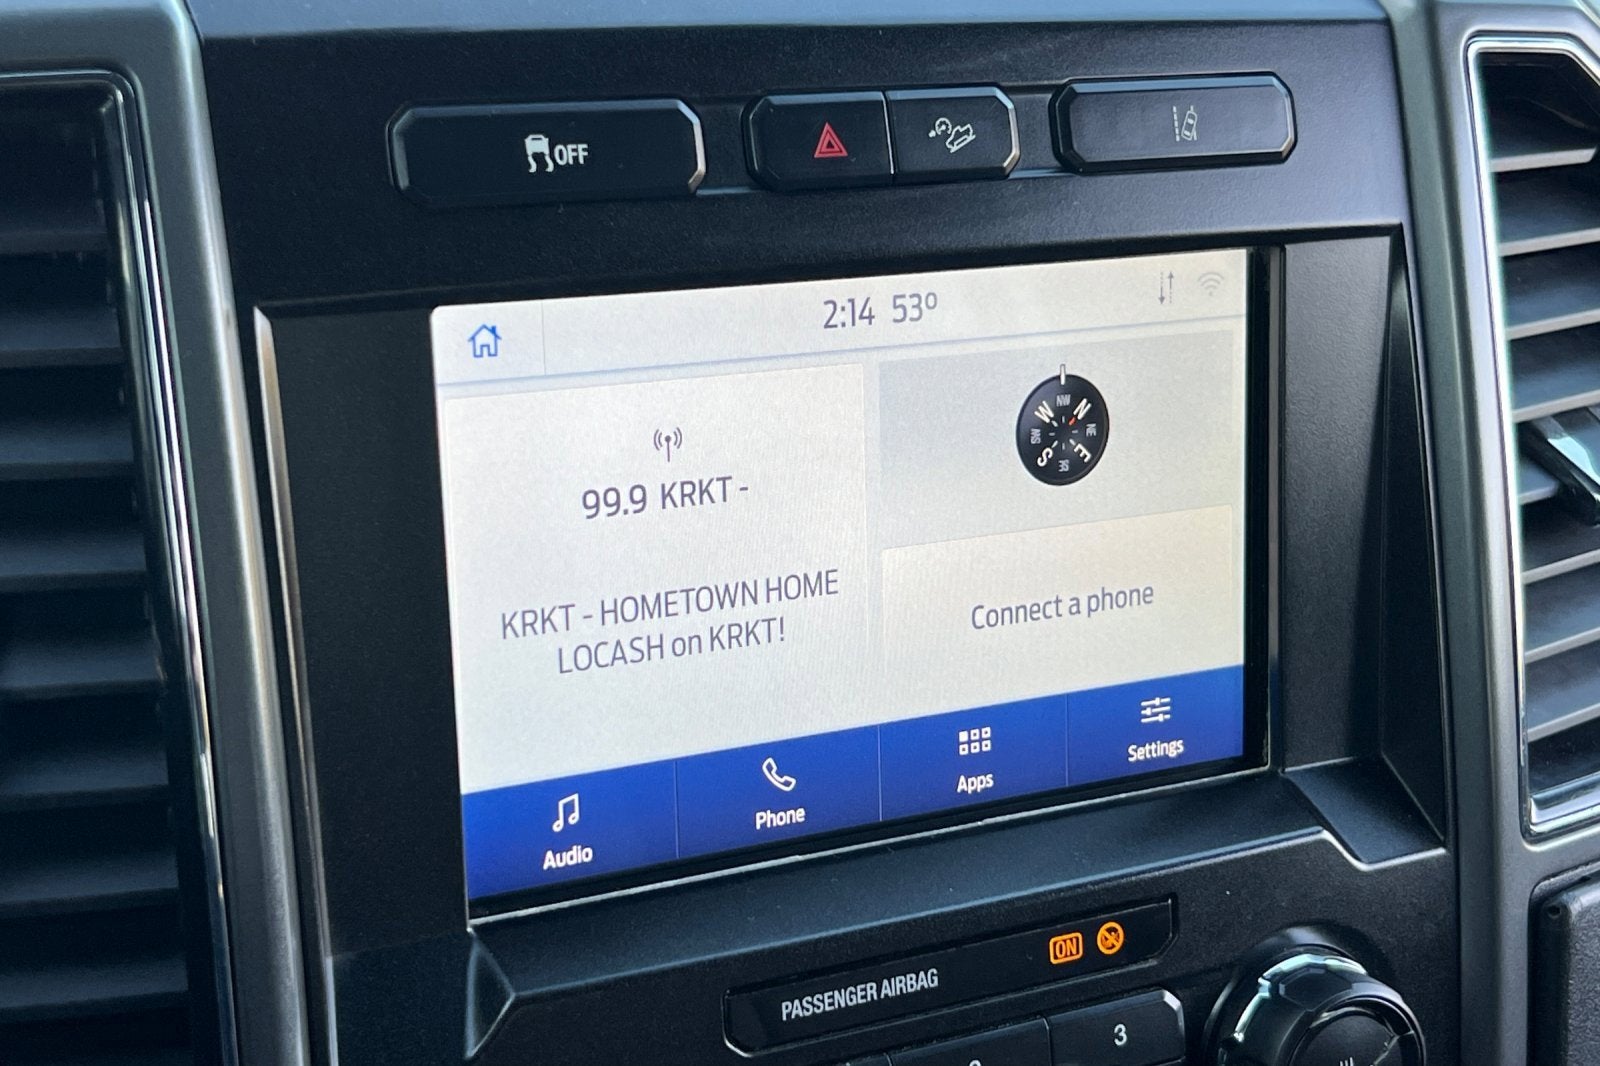 OFF
2:14 53°
99.9 KRKT -
KRKT - HOMETOWN HOME
LOCASH on KRKT!
NW
N
NE
E
SE
S
SW
W
Connect a phone
Audio
Phone
Apps
Settings
PASSENGER AIRBAG
ON
3